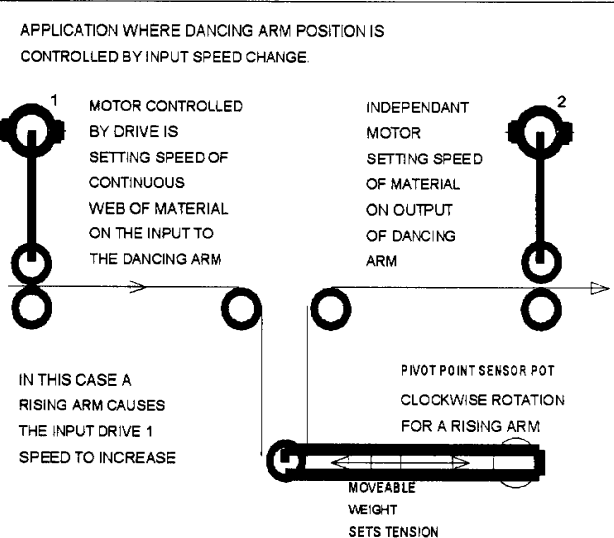 APPLICATION WHERE DANCING ARM POSITION IS
CONTROLLED BY INPUT SPEED CHANGE.
1
MOTOR CONTROLLED
BY DRIVE IS
SETTING SPEED OF
CONTINUOUS
WEB OF MATERIAL
ON THE INPUT TO
THE DANCING ARM
INDEPENDANT
MOTOR
SETTING SPEED
OF MATERIAL
ON OUTPUT
OF DANCING
ARM
2
IN THIS CASE A
RISING ARM CAUSES
THE INPUT DRIVE 1
SPEED TO INCREASE
PIVOT POINT SENSOR POT
CLOCKWISE ROTATION
FOR A RISING ARM
MOVEABLE
WEIGHT
SETS TENSION